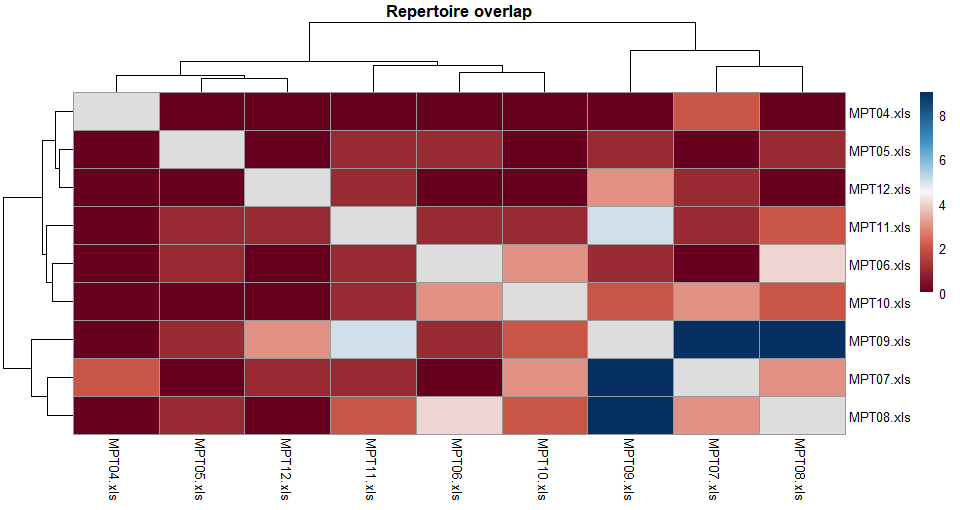 Repertoire overlap
MPT04.xls
MPT05.xls
MPT12.xls
MPT11.xls
MPT06.xls
MPT10.xls
MPT09.xls
MPT07.xls
MPT08.xls
8
6
4
2
0
MPT04.xls
MPT05.xls
MPT12.xls
MPT11.xls
MPT06.xls
MPT10.xls
MPT09.xls
MPT07.xls
MPT08.xls